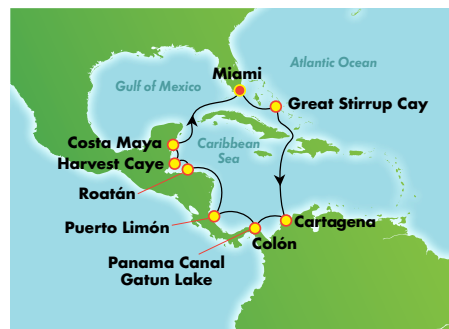 Miami
Atlantic Ocean
Gulf of Mexico
Great Stirrup Cay
Costa Maya
Caribbean
Sea
Harvest Caye
Roatán
Puerto Limón
Cartagena
Colón
Panama Canal
Gatun Lake